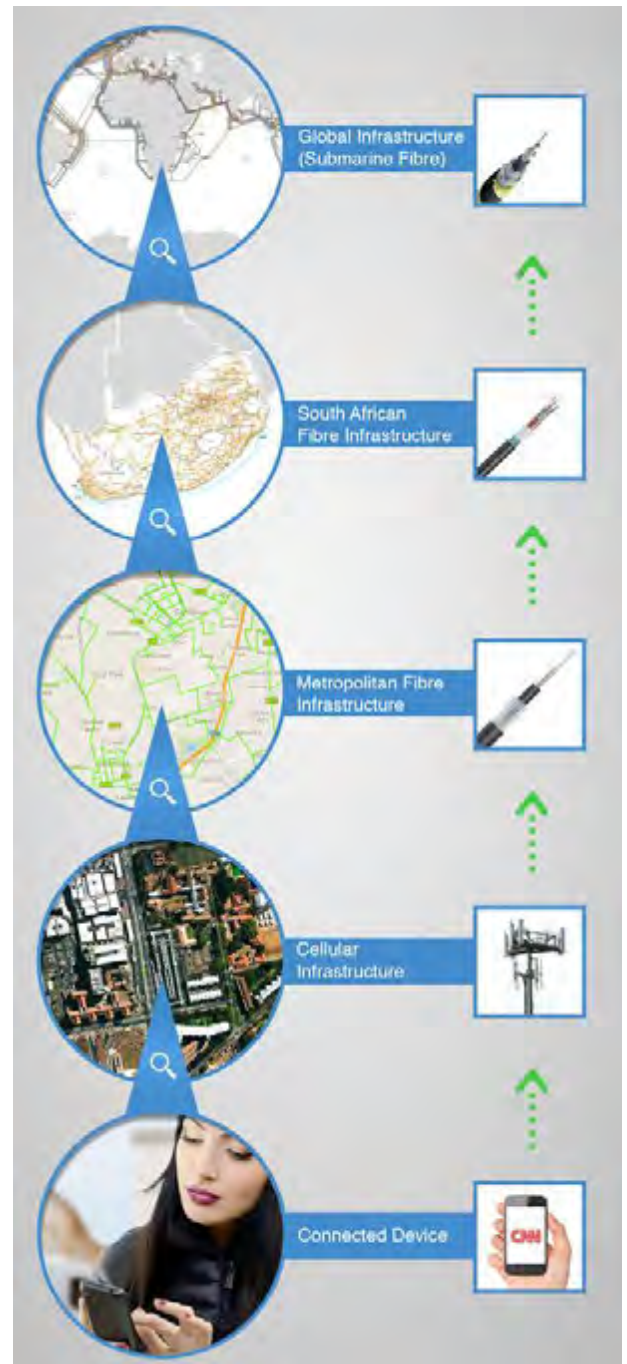 Global Infrastructure
(Submarine Fibre)
South African
Fibre Infrastructure
Metropolitan Fibre
Infrastructure
Cellular
Infrastructure
Connected Device
CNN